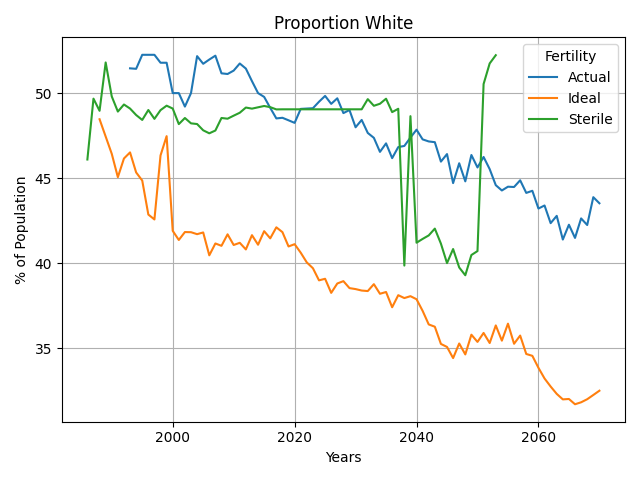 Proportion White
Fertility
Actual
Ideal
Sterile
% of Population
50
45
40
35
2000
2020
2040
2060
Years